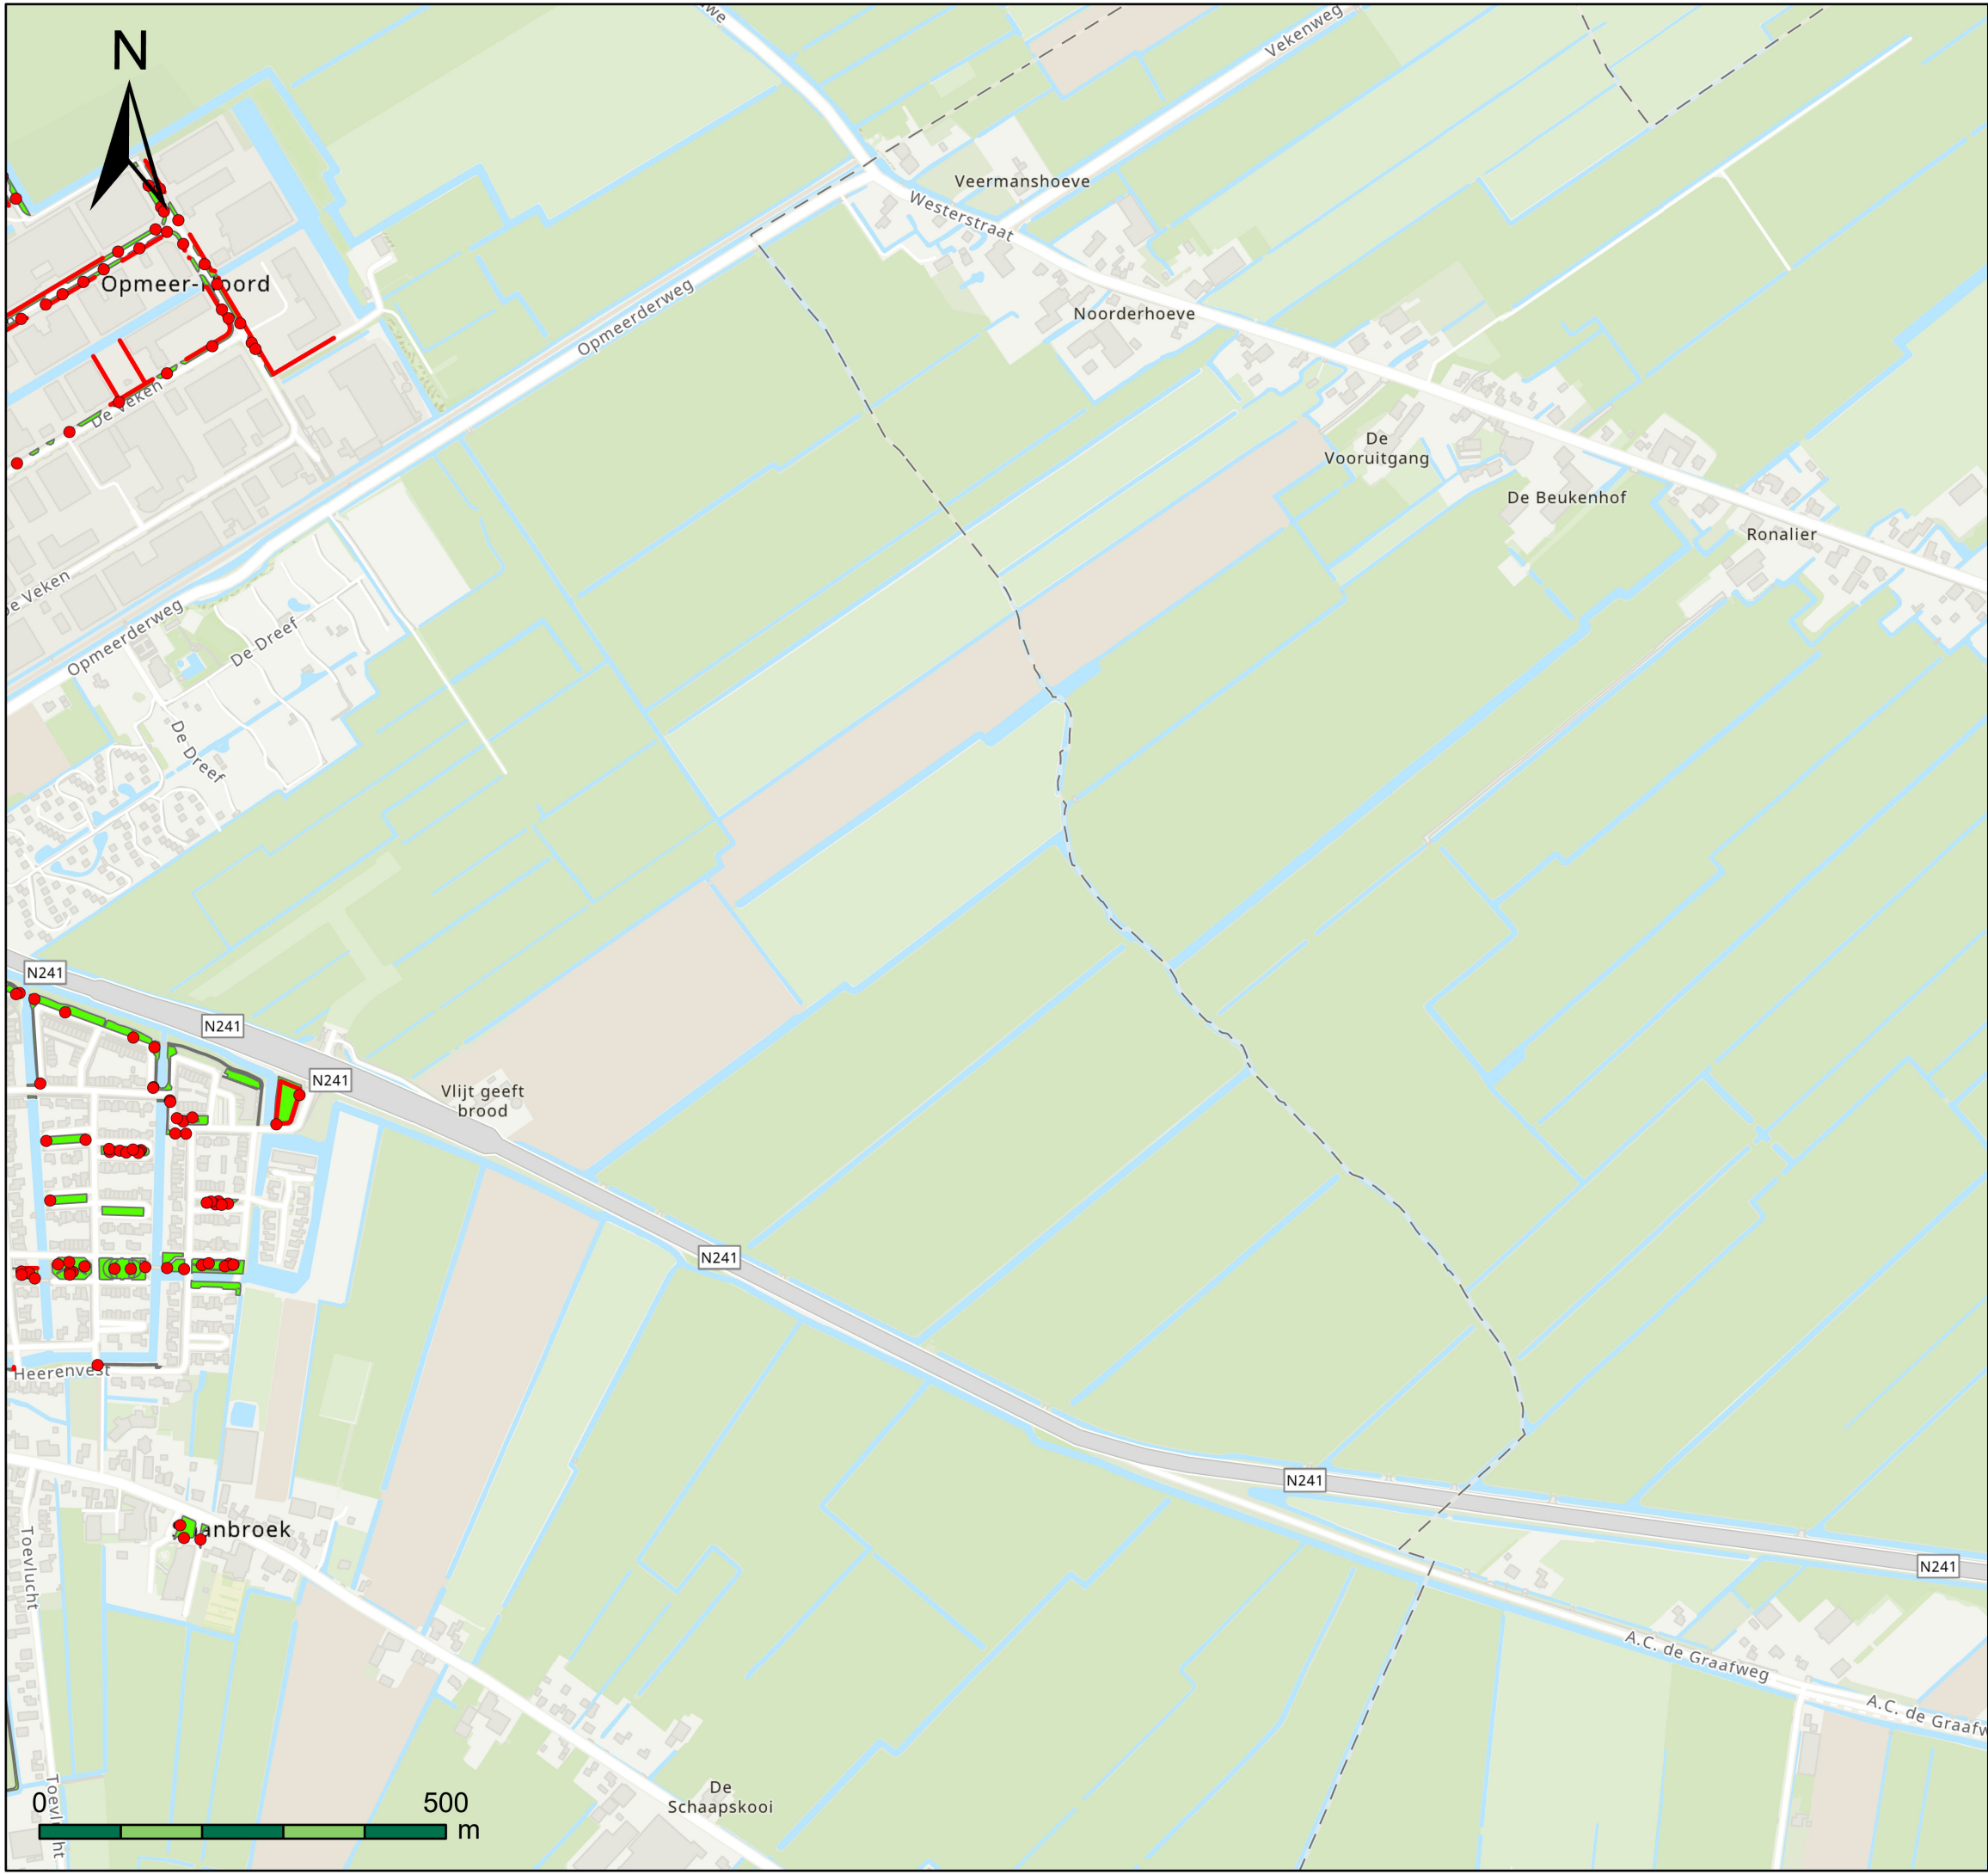 N
Vekenweg
Veermanshoeve
Westerstraat
Opmeer-Noord
Opmeerderweg
Noorderhoeve
De Veken
De
Vooruitgang
De Beukenhof
Ronalier
De Veken
Opmeerderweg
De Dreef
De Dreef
N241
N241
N241
Vlijt geeft
brood
N241
Heerenvest
N241
anbroek
Toevlucht
N241
A.C. de Graafweg
A.C. de Graafw
De
Schaapskooi
Toevlucht
0
500
m